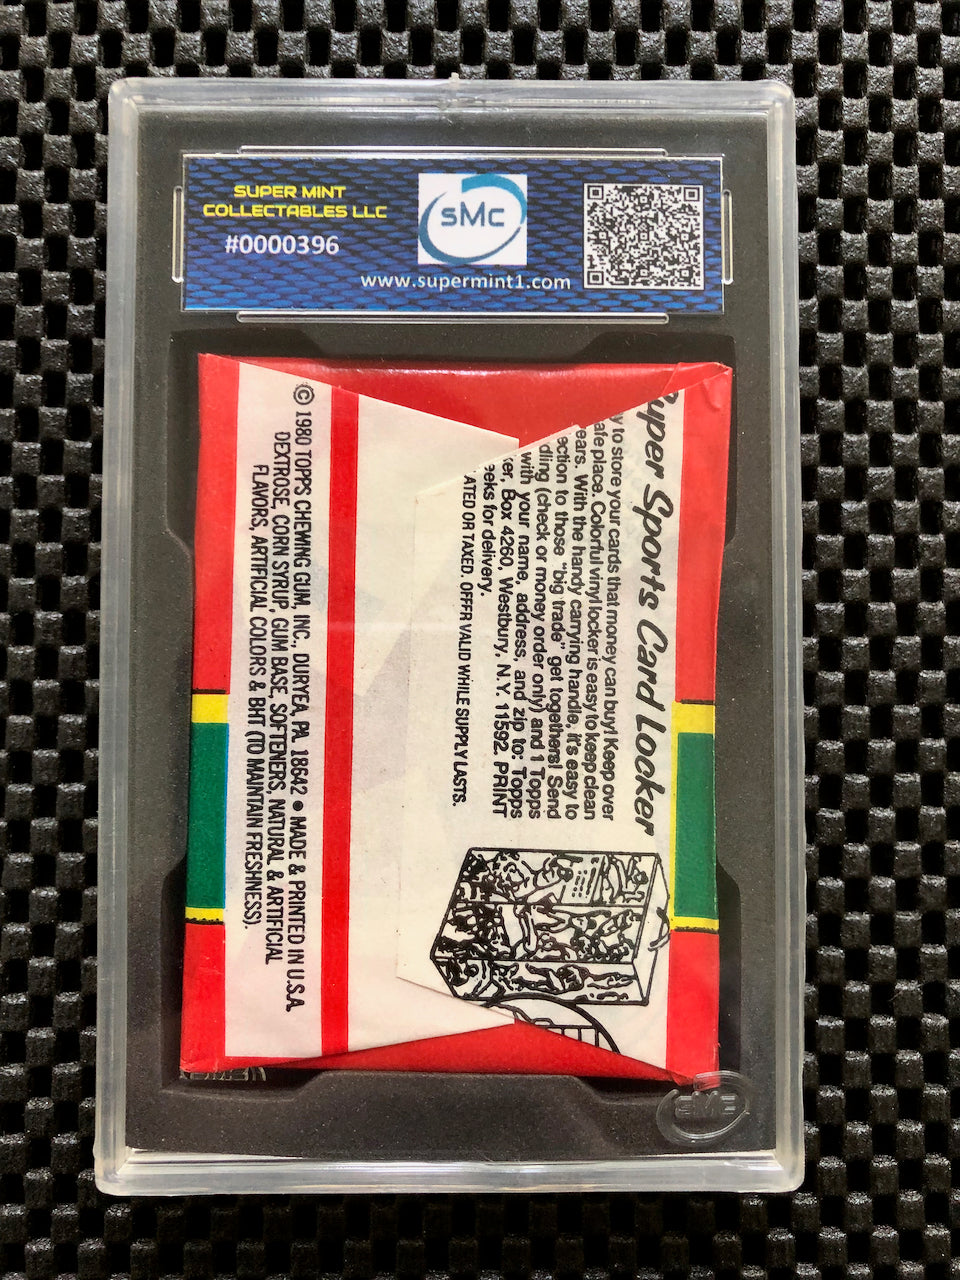 SUPER MINT
COLLECTABLES LLC
#0000396
sMc
www.supermint1.com
© 1980 TOPPS CHEWING GUM, INC., DURYEA, PA. 18642 • MADE & PRINTED IN U.S.A.
DEXTROSE, CORN SYRUP, GUM BASE, SOFTENERS, NATURAL & ARTIFICIAL
FLAVORS, ARTIFICIAL COLORS & BHT (TO MAINTAIN FRESHNESS).
uper Sports Card Locker
y to store your cards that money can buy! Keep over
afe place. Colorful vinyl locker is easy to keep clean
ears. With the handy carrying handle, it's easy to
ection to those "big trade" get togethers! Send
dling (check or money order only) and 1 Topps
with your name, address, and zip to: Topps
ker, Box 4260, Westbury, N.Y. 11592. PRINT
eeks for delivery.
ATED OR TAXED. OFFER VALID WHILE SUPPLY LASTS.
SMC